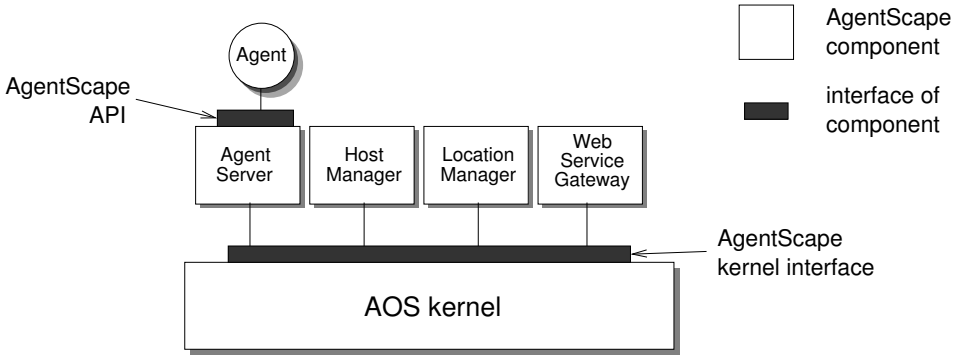 AgentScape
component
Agent
AgentScape
API
interface of
component
Agent
Server
Host
Manager
Location
Manager
Web
Service
Gateway
AgentScape
kernel interface
AOS kernel